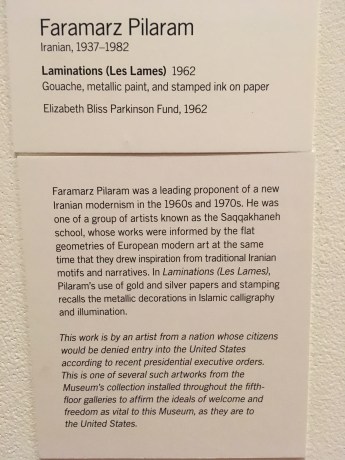 Faramarz Pilaram
Iranian, 1937–1982
Laminations (Les Lames) 1962
Gouache, metallic paint, and stamped ink on paper
Elizabeth Bliss Parkinson Fund, 1962
Faramarz Pilaram was a leading proponent of a new
Iranian modernism in the 1960s and 1970s. He was
one of a group of artists known as the Saqqakhaneh
school, whose works were informed by the flat
geometries of European modern art at the same
time that they drew inspiration from traditional Iranian
motifs and narratives. In Laminations (Les Lames),
Pilaram's use of gold and silver papers and stamping
recalls the metallic decorations in Islamic calligraphy
and illumination.
This work is by an artist from a nation whose citizens
would be denied entry into the United States
according to recent presidential executive orders.
This is one of several such artworks from the
Museum's collection installed throughout the fifth-
floor galleries to affirm the ideals of welcome and
freedom as vital to this Museum, as they are to
the United States.